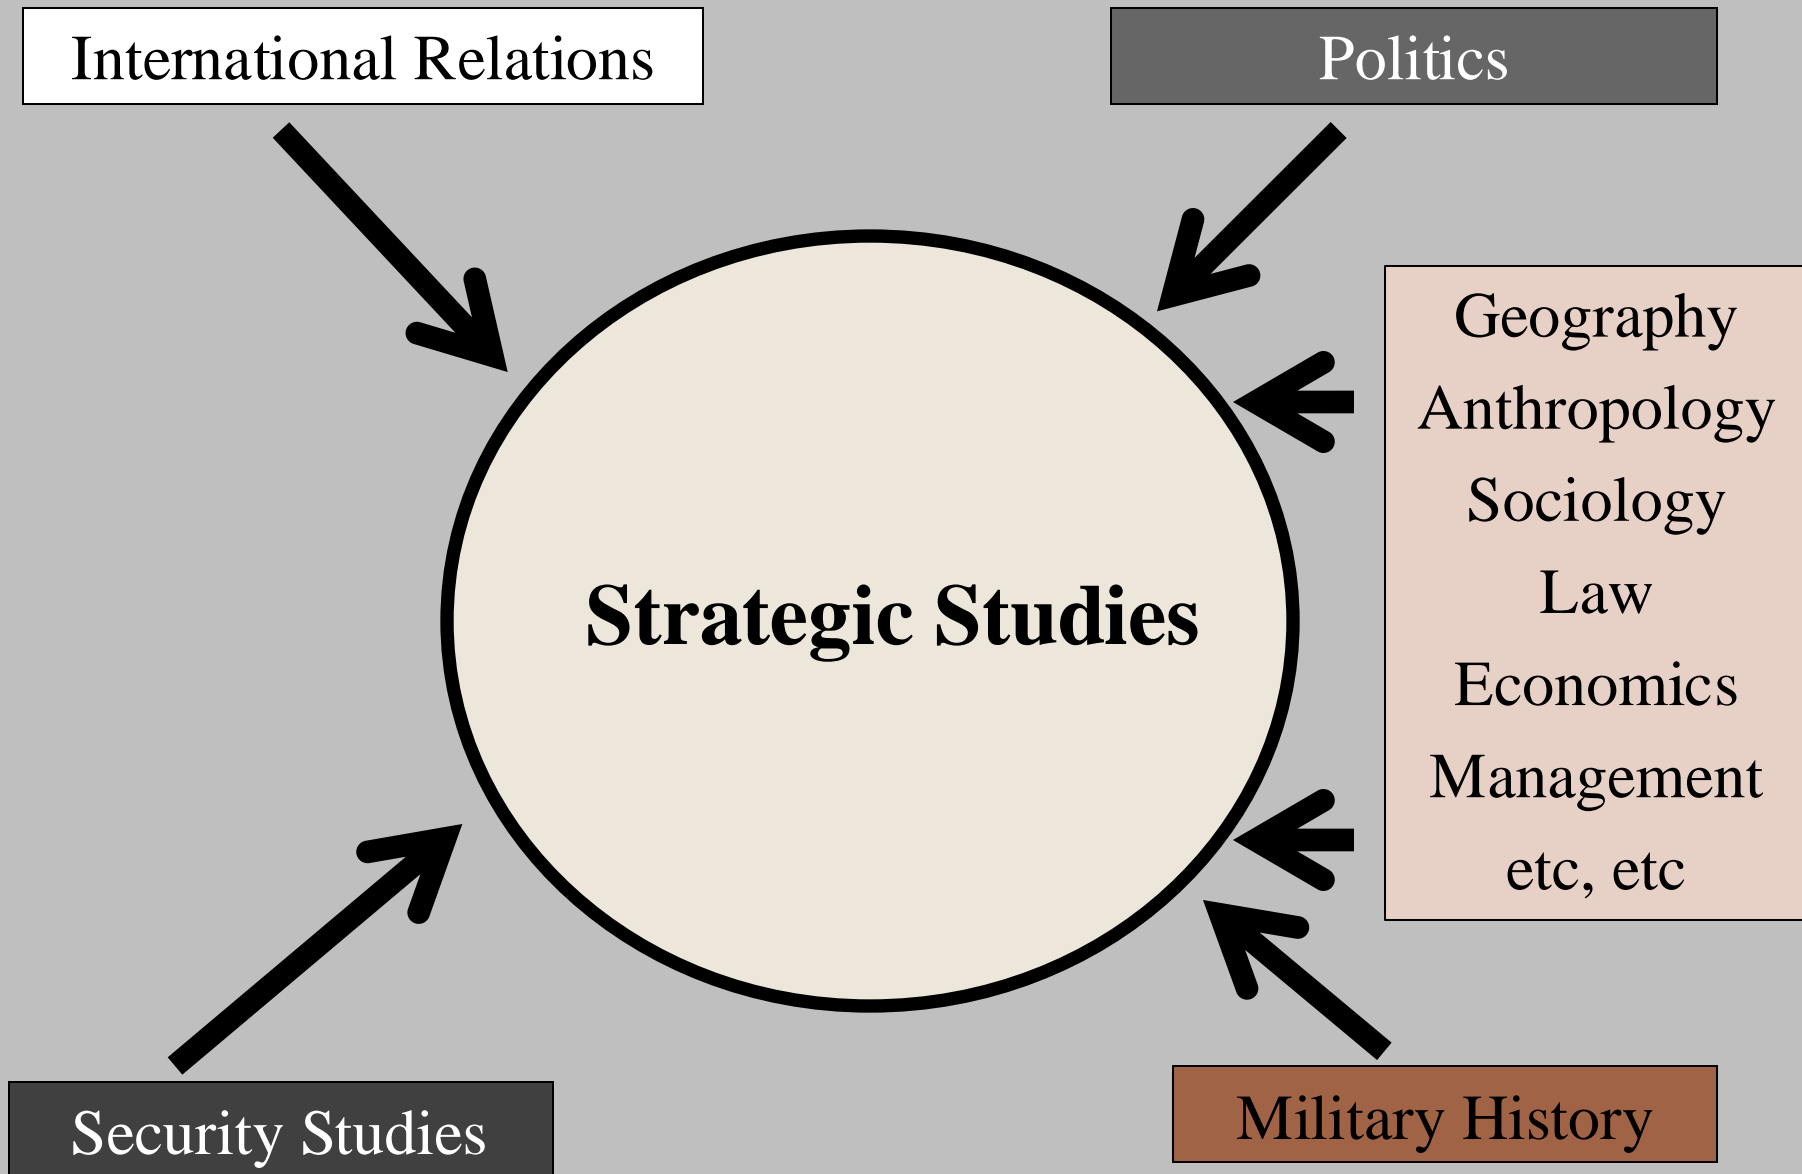 International Relations
Politics
Geography
Anthropology
Sociology
Law
Economics
Management
etc, etc
Strategic Studies
Security Studies
Military History